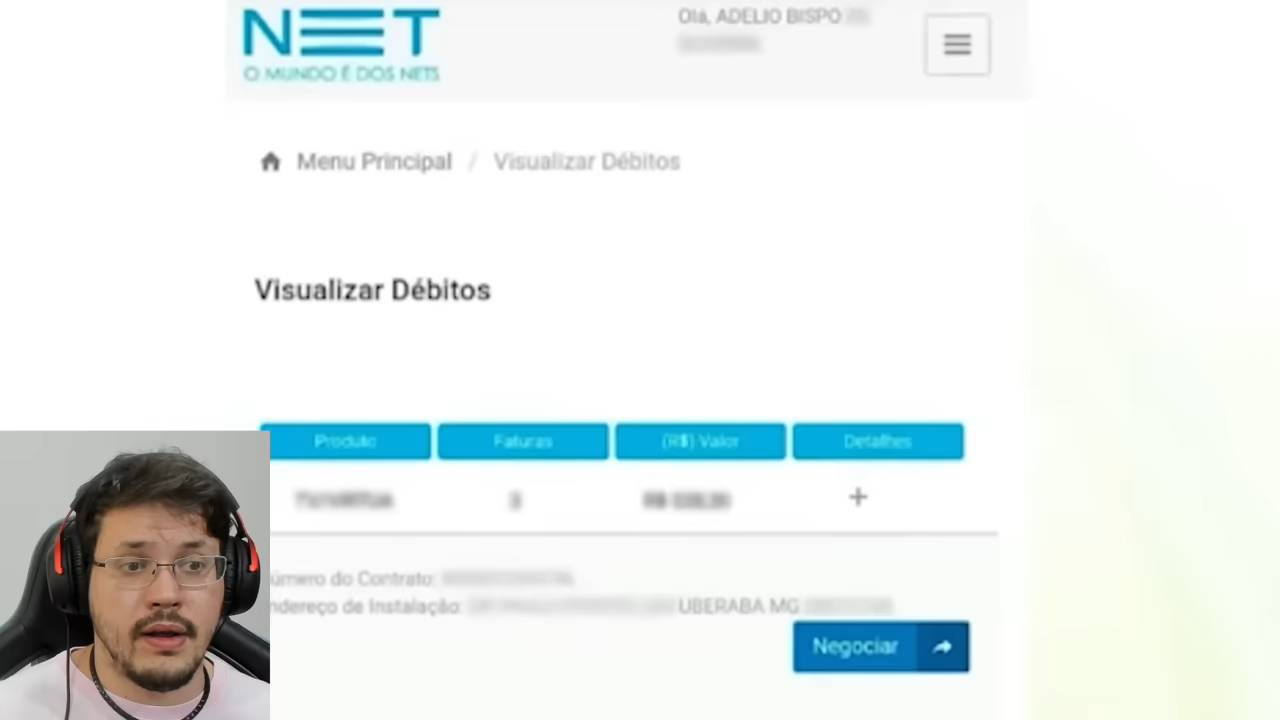 NET
Olá, ADELIO BISPO
O MUNDO É DOS NETS
Menu Principal / Visualizar Débitos
Visualizar Débitos
Produto Faturas (R$) Valor Detalhes
+
úmero do Contrato:
ndereço de Instalação: UBERABA MG
Negociar